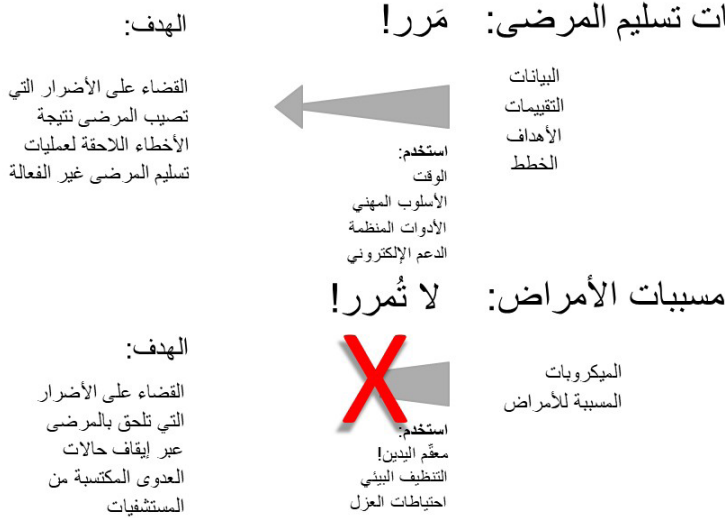 ات تسليم المرضى:
البيانات
التقييمات
الأهداف
الخطط
مَرر!
استخدم:
الوقت
الأسلوب المهني
الأدوات المنظمة
الدعم الإلكتروني
الهدف:
القضاء على الأضرار التي
تصيب المرضى نتيجة
الأخطاء اللاحقة لعمليات
تسليم المرضى غير الفعالة
مسببات الأمراض:
الميكروبات
المسببة للأمراض
لا تُمرر!
X
استخدم:
معقّم اليدين!
التنظيف البيئي
احتياطات العزل
الهدف:
القضاء على الأضرار
التي تلحق بالمرضى
عبر إيقاف حالات
العدوى المكتسبة من
المستشفيات